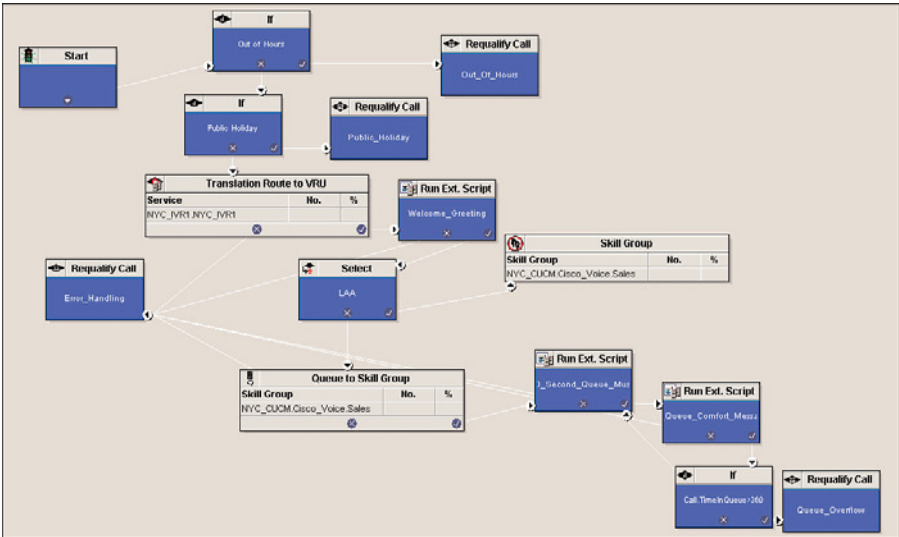 Start
If
Out of Hours
Requalify Call
Out_Of_Hours
If
Public Holiday
Requalify Call
Public_Holiday
Translation Route to VRU
Service No. %
NYC_IVR1.NYC_IVR1
Run Ext. Script
Welcome_Greeting
Skill Group
Skill Group No. %
NYC_CUCM.Cisco_Voice.Sales
Requalify Call
Error_Handling
Select
LAA
Queue to Skill Group
Skill Group No. %
NYC_CUCM.Cisco_Voice.Sales
Run Ext. Script
_Second_Queue_Mus
Run Ext. Script
Queue_Comfort_Messa
If
Call.TimeInQueue>360
Requalify Call
Queue_Overflow